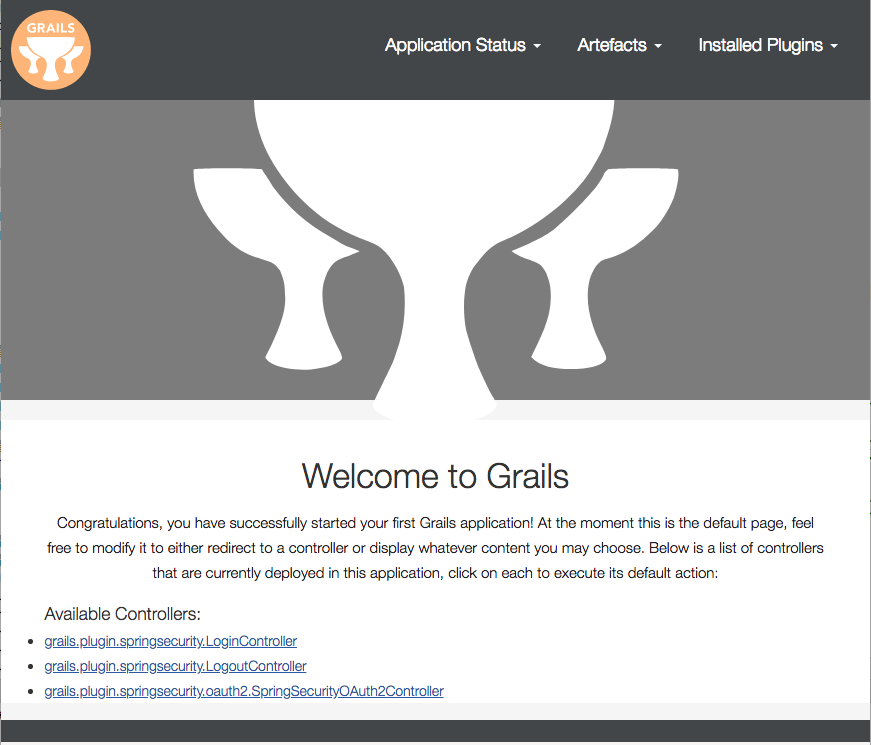 GRAILS
Application Status
Artefacts
Installed Plugins
Welcome to Grails
Congratulations, you have successfully started your first Grails application! At the moment this is the default page, feel
free to modify it to either redirect to a controller or display whatever content you may choose. Below is a list of controllers
that are currently deployed in this application, click on each to execute its default action:
Available Controllers:
grails.plugin.springsecurity.LoginController
grails.plugin.springsecurity.LogoutController
grails.plugin.springsecurity.oauth2.SpringSecurityOAuth2Controller